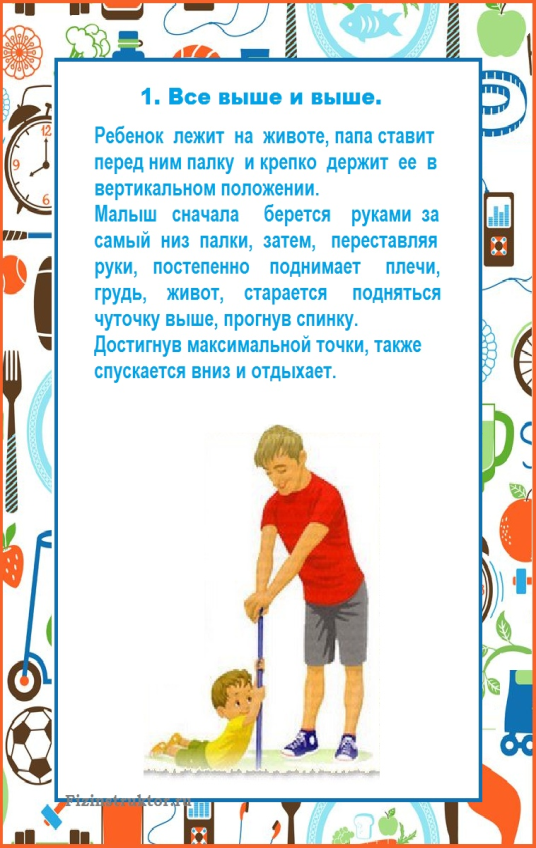 1. Все выше и выше.
Ребенок лежит на животе, папа ставит
перед ним палку и крепко держит ее в
вертикальном положении.
Малыш сначала берется руками за
самый низ палки, затем, переставляя
руки, постепенно поднимает плечи,
грудь, живот, старается подняться
чуточку выше, прогнув спинку.
Достигнув максимальной точки, также
спускается вниз и отдыхает.
Fizinstruktor.ru